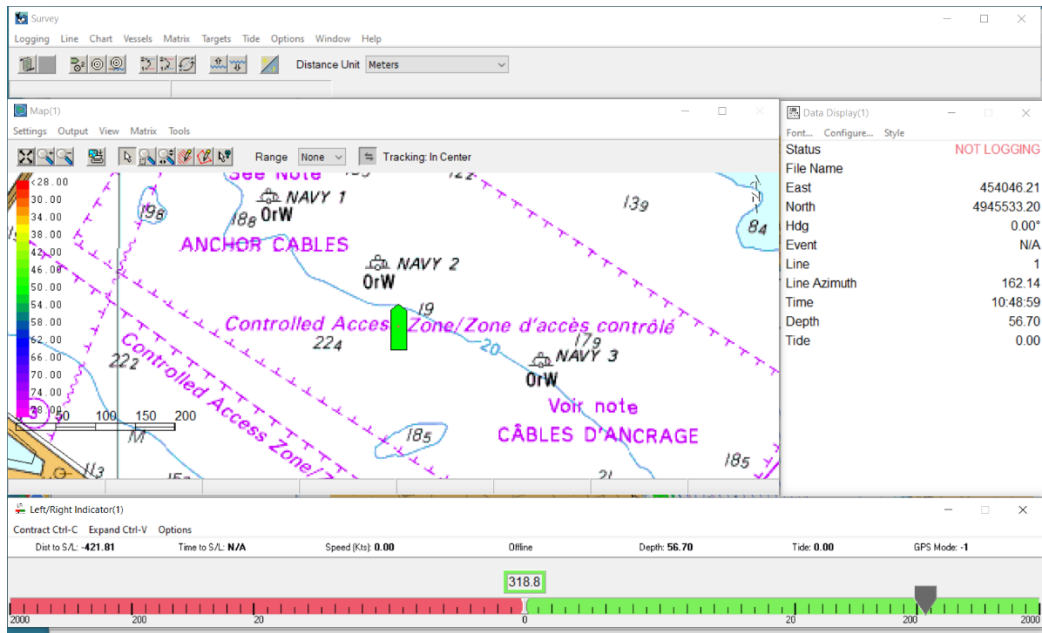 Survey
Logging Line Chart Vessels Matrix Targets Tide Options Window Help
Distance Unit Meters
Map(1)
Settings Output View Matrix Tools
Range None Tracking: In Center
<28.00
30.00
34.00
38.00
42.00
46.00
50.00
54.00
58.00
62.00
66.00
70.00
74.00
See Note
122
NAVY 1
OrW
198
188
139
84
ANCHOR CABLES
NAVY 2
OrW
19
Controlled Access Zone/Zone d'accès contrôlé
224
20
179
NAVY 3
OrW
222
Controlled Access Zone/Z
Voir note
CÂBLES D'ANCRAGE
185
185
21
113
3
50 100 150 200
M
Data Display(1)
Font... Configure... Style
Status NOT LOGGING
File Name
East 454046.21
North 4945533.20
Hdg 0.00°
Event N/A
Line 1
Line Azimuth 162.14
Time 10:48:59
Depth 56.70
Tide 0.00
Left/Right Indicator(1)
Contract Ctrl-C Expand Ctrl-V Options
Dist to S/L: -421.81 Time to S/L: N/A Speed (Kts): 0.00 Offline Depth: 56.70 Tide: 0.00 GPS Mode: -1
318.8
2000 200 20 0 20 200 2000